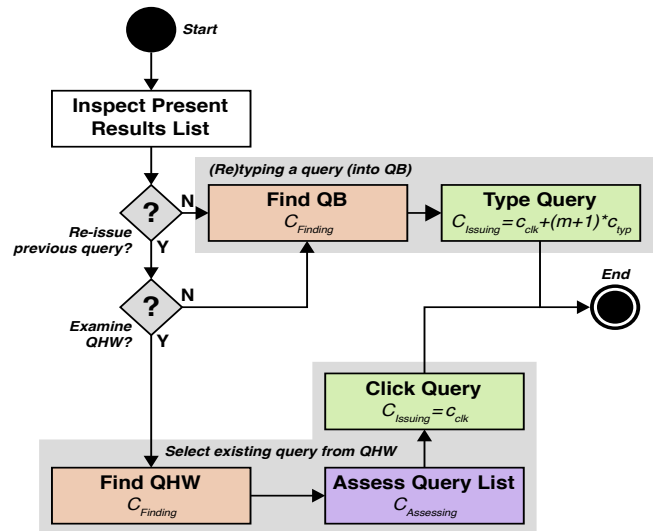 Start
Inspect Present
Results List
(Re)typing a query (into QB)
N
Find QB
C_Finding
Type Query
C_Issuing=c_clk+(m+1)*c_typ
?
Re-issue
previous query?
Y
End
?
N
Examine
QHW?
Y
Click Query
C_Issuing=c_clk
Select existing query from QHW
Find QHW
C_Finding
Assess Query List
C_Assessing